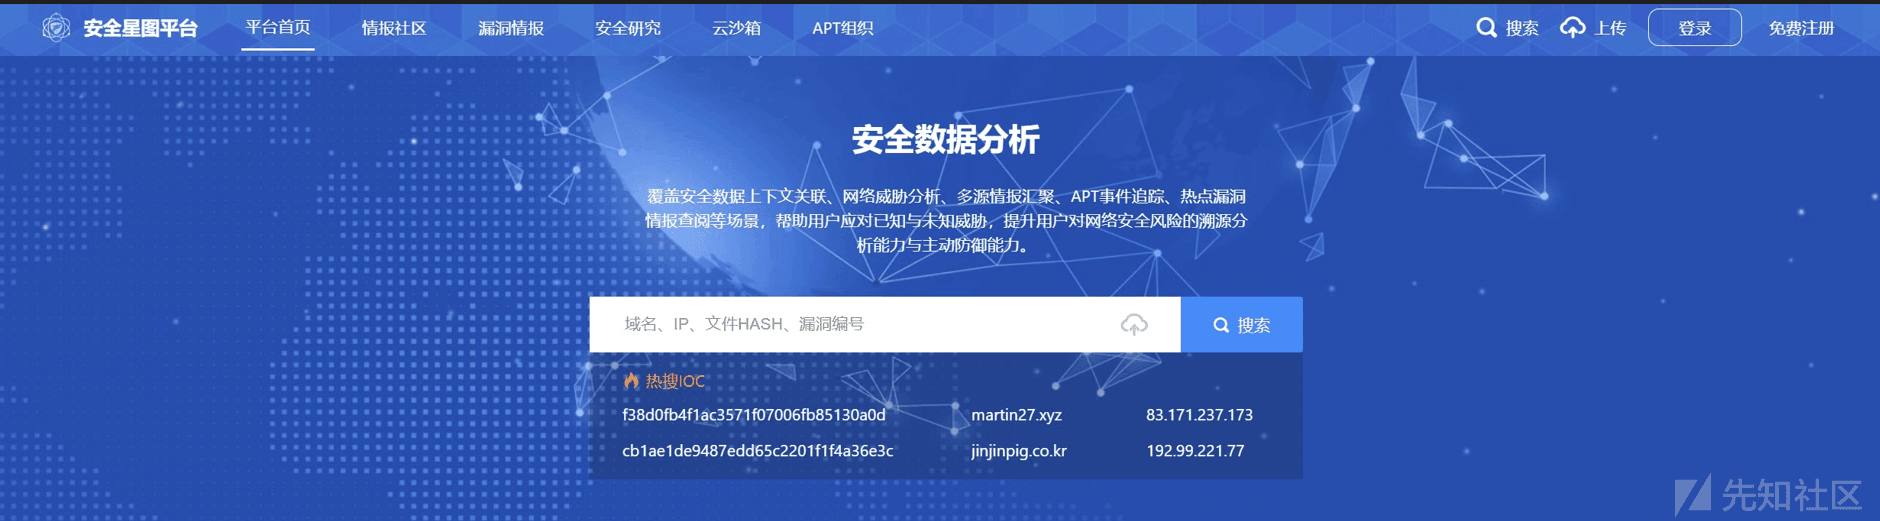 安全星图平台 平台首页 情报社区 漏洞情报 安全研究 云沙箱 APT组织 搜索 上传 登录 免费注册
安全数据分析
覆盖安全数据上下文关联、网络威胁分析、多源情报汇聚、APT事件追踪、热点漏洞
情报查阅等场景，帮助用户应对已知与未知威胁，提升用户对网络安全风险的溯源分
析能力与主动防御能力。
域名、IP、文件HASH、漏洞编号 搜索
热搜IOC
f38d0fb4f1ac3571f07006fb85130a0d martin27.xyz 83.171.237.173
cb1ae1de9487edd65c2201f1f4a36e3c jinjinpig.co.kr 192.99.221.77
先知社区